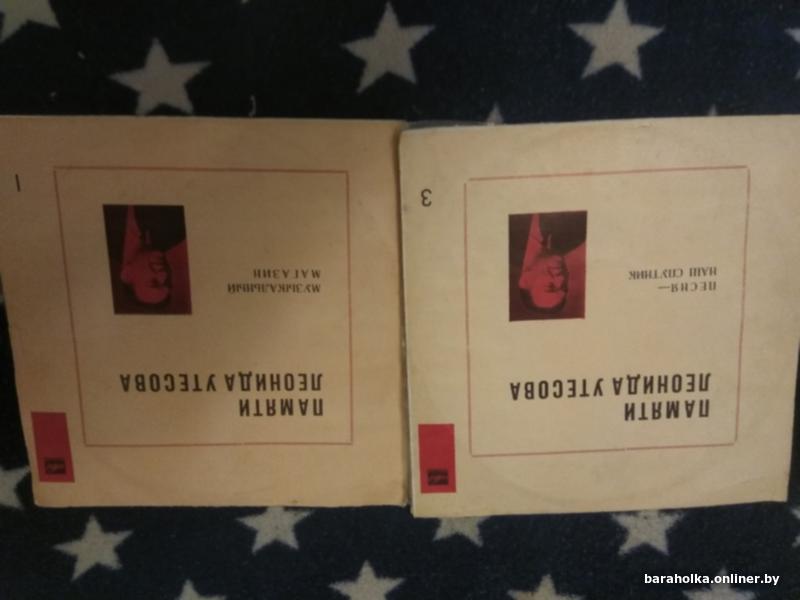 ПАМЯТИ
ЛЕОНИДА УТЕСОВА
МУЗЫКАЛЬНЫЙ
МАГАЗИН
1
ПАМЯТИ
ЛЕОНИДА УТЕСОВА
ПЕСНЯ—
НАШ СПУТНИК
3
baraholka.onliner.by